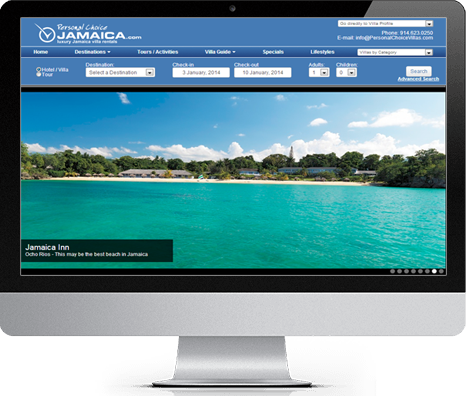 Go directly to Villa Profile
Personal Choice
JAMAICA.com
luxury Jamaica villa rentals
Phone: 914.623.0250
E-mail: info@PersonalChoiceVillas.com
Home Destinations Tours / Activities Villa Guide Specials Lifestyles Villas by Category
Destination: Check-in Check-out Adults: Children:
Hotel / Villa
Tour
Select a Destination 3 January, 2014 10 January, 2014 1 0 Search
Advanced Search
Jamaica Inn
Ocho Rios - This may be the best beach in Jamaica